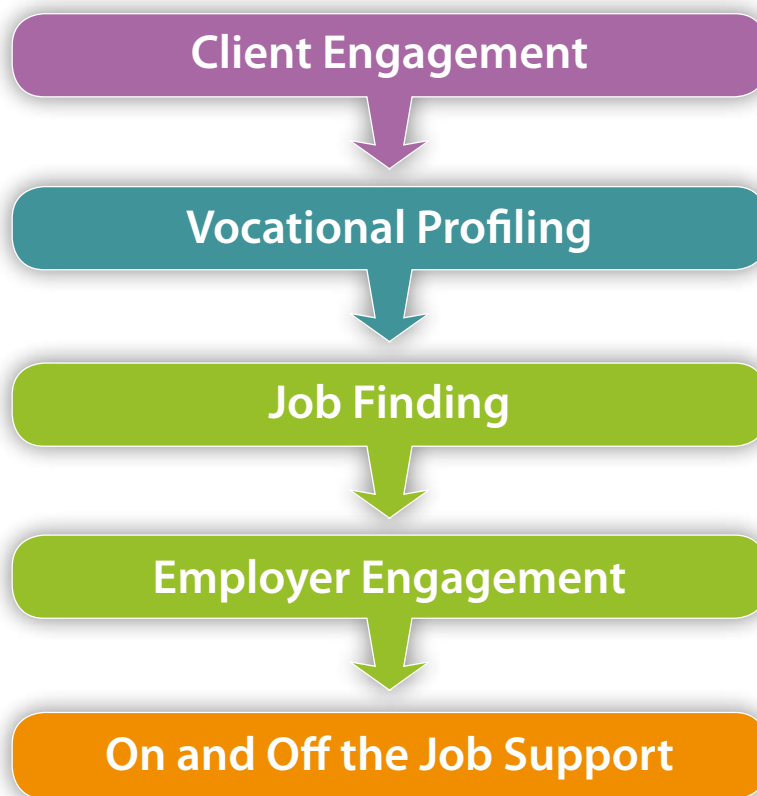 Client Engagement
Vocational Profiling
Job Finding
Employer Engagement
On and Off the Job Support